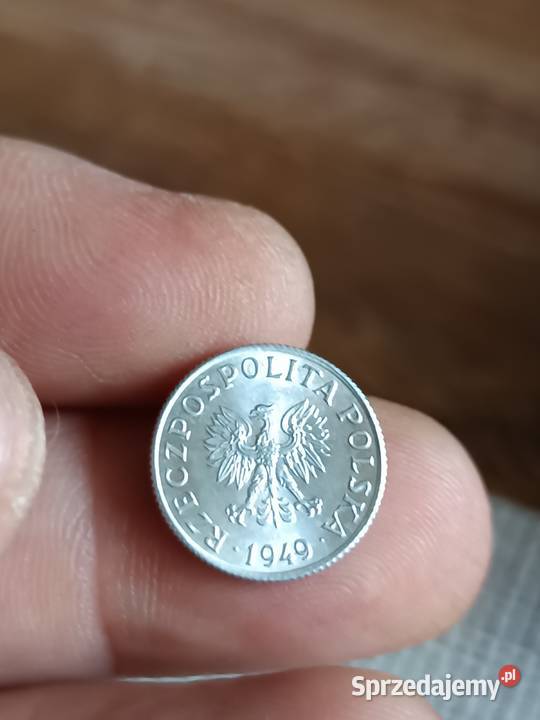 RZECZPOSPOLITA POLSKA
· 1949 ·
Sprzedajemy.pl